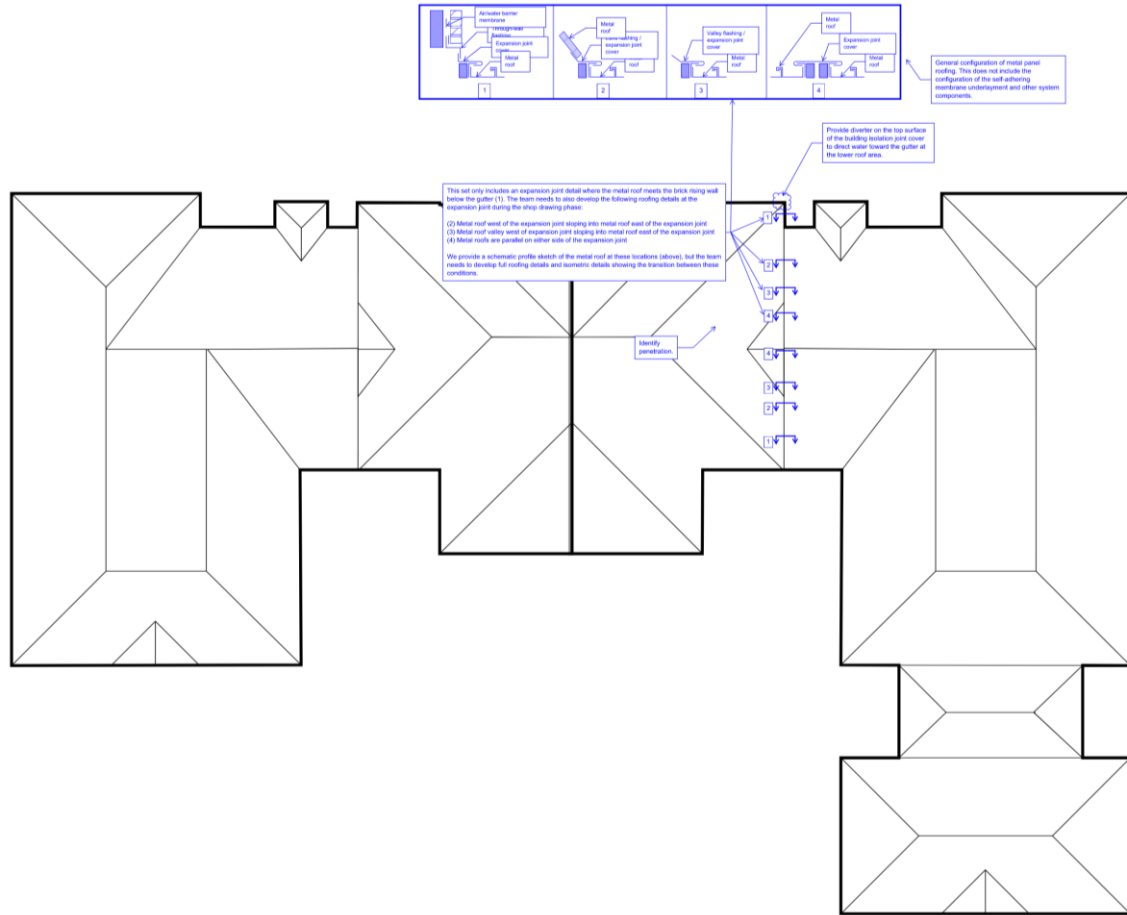 Air/water barrier
membrane
Through-wall
flashing
Expansion joint
cover
Metal
roof
1
Metal
roof
flashing /
expansion joint
cover
roof
2
Valley flashing /
expansion joint
cover
Metal
roof
3
Metal
roof
Expansion joint
cover
Metal
roof
4
General configuration of metal panel
roofing. This does not include the
configuration of the self-adhering
membrane underlayment and other system
components.
Provide diverter on the top surface
of the building isolation joint cover
to direct water toward the gutter at
the lower roof area.
This set only includes an expansion joint detail where the metal roof meets the brick rising wall
below the gutter (1). The team needs to also develop the following roofing details at the
expansion joint during the shop drawing phase:
(2) Metal roof west of the expansion joint sloping into metal roof east of the expansion joint
(3) Metal roof valley west of expansion joint sloping into metal roof east of the expansion joint
(4) Metal roofs are parallel on either side of the expansion joint
We provide a schematic profile sketch of the metal roof at these locations (above), but the team
needs to develop full roofing details and isometric details showing the transition between these
conditions.
1
2
3
4
Identify
penetration.
4
3
2
1